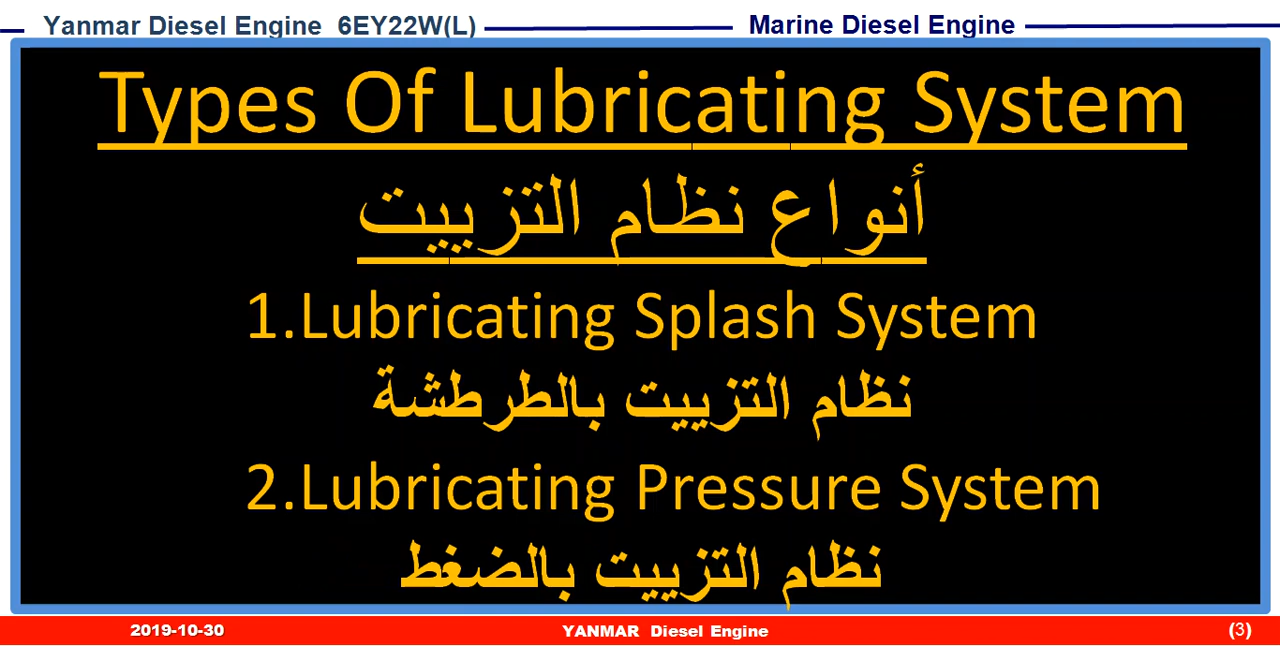 Yanmar Diesel Engine 6EY22W(L) Marine Diesel Engine
Types Of Lubricating System
أنواع نظام التزييت
1.Lubricating Splash System
نظام التزييت بالطرطشة
2.Lubricating Pressure System
نظام التزييت بالضغط
2019-10-30 YANMAR Diesel Engine (3)